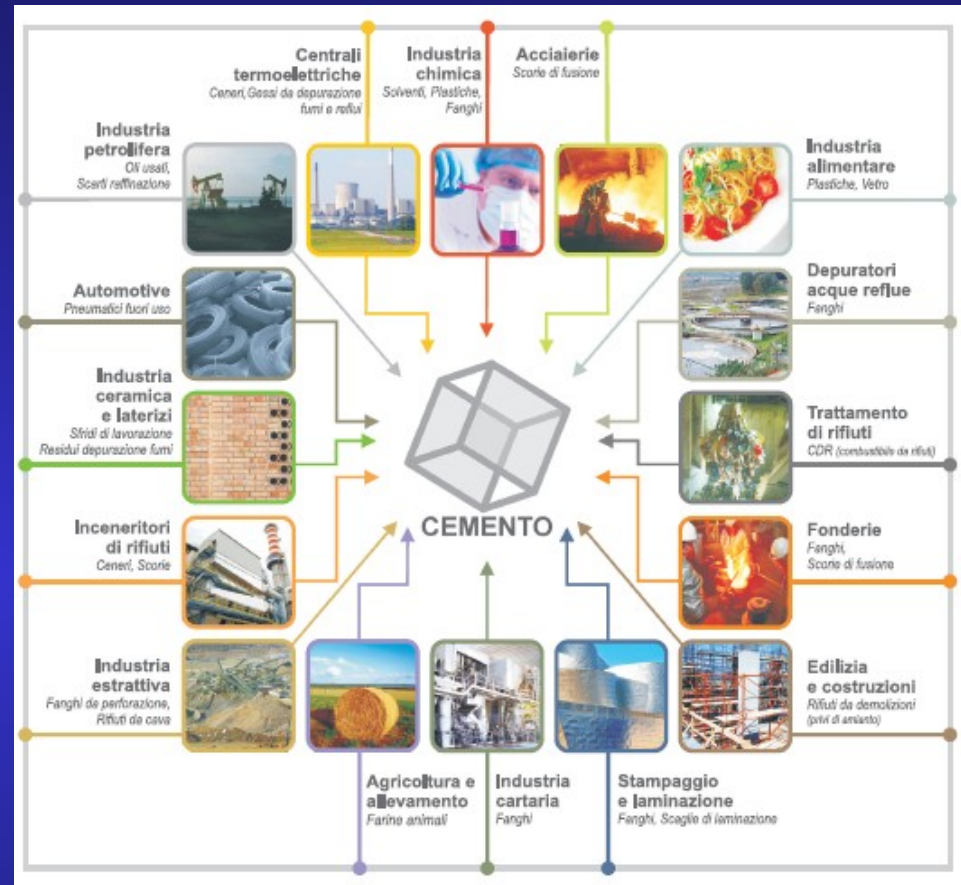 Centrali
termoelettriche
Ceneri, Gessi da depurazione
fumi e reflui
Industria
chimica
Solventi, Plastiche,
Fanghi
Acciaierie
Scorie di fusione
Industria
petrolifera
Oli usati,
Scarti raffinazione
Industria
alimentare
Plastiche, Vetro
Automotive
Pneumatici fuori uso
Depuratori
acque reflue
Fanghi
Industria
ceramica
e laterizi
Sfridi di lavorazione
Residui depurazione fumi
Trattamento
di rifiuti
CDR (combustibile da rifiuti)
CEMENTO
Inceneritori
di rifiuti
Ceneri, Scorie
Fonderie
Fanghi,
Scorie di fusione
Industria
estrattiva
Fanghi da perforazione,
Rifiuti da cava
Edilizia
e costruzioni
Rifiuti da demolizioni
(privi di amianto)
Agricoltura e
allevamento
Farine animali
Industria
cartaria
Fanghi
Stampaggio
e laminazione
Fanghi, Scaglie di laminazione